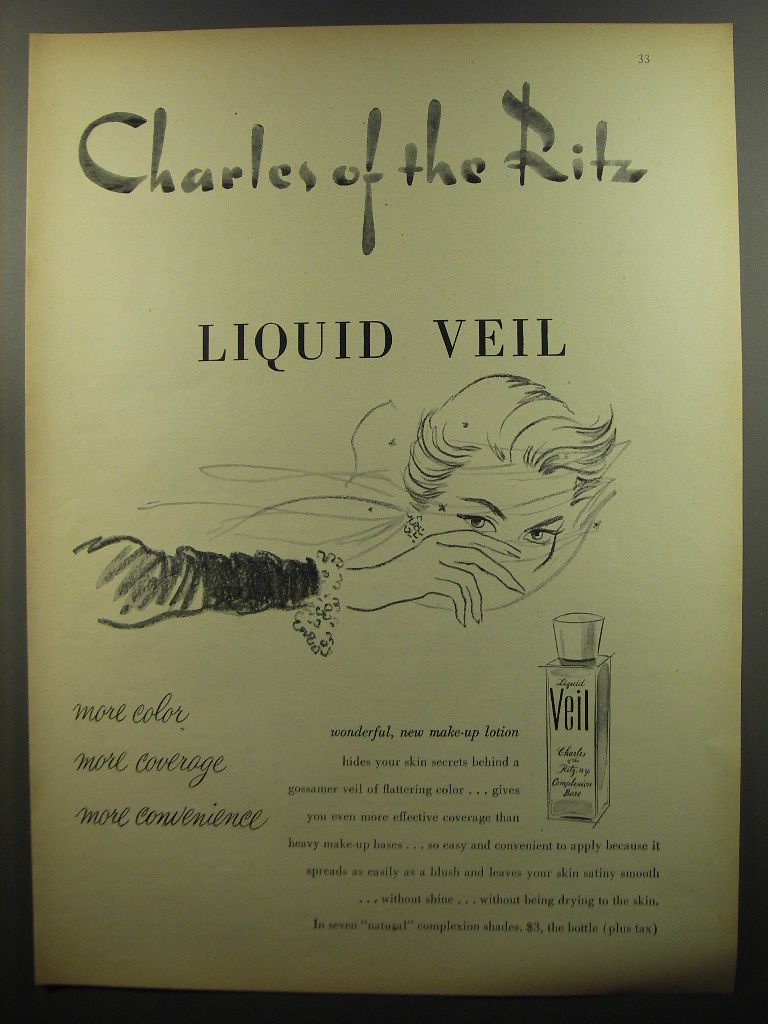 33
Charles of the Ritz
LIQUID VEIL
Liquid
Veil
Charles
of the
Ritz, n.y.
Complexion
Base
more color
more coverage
more convenience
wonderful, new make-up lotion
hides your skin secrets behind a
gossamer veil of flattering color . . . gives
you even more effective coverage than
heavy make-up bases . . . so easy and convenient to apply because it
spreads as easily as a blush and leaves your skin satiny smooth
. . . without shine . . . without being drying to the skin.
In seven "natural" complexion shades. $3, the bottle (plus tax)